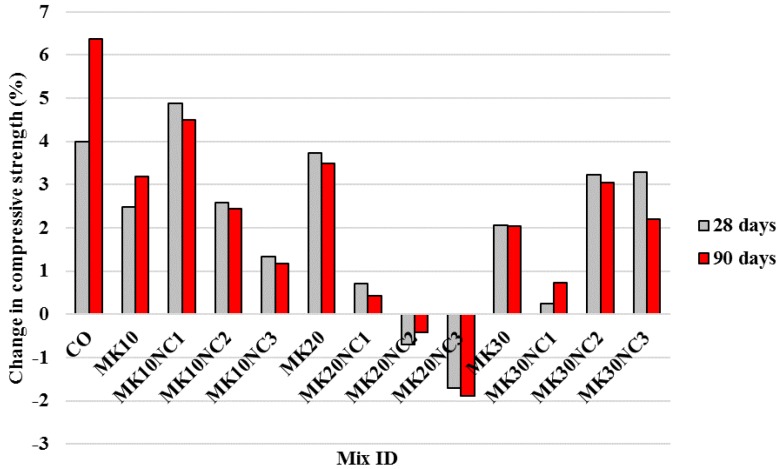 Change in compressive strength (%)
7
6
5
4
3
2
1
0
-1
-2
-3
CO
MK10
MK10NC1
MK10NC2
MK10NC3
MK20
MK20NC1
MK20NC2
MK20NC3
MK30
MK30NC1
MK30NC2
MK30NC3
Mix ID
28 days
90 days